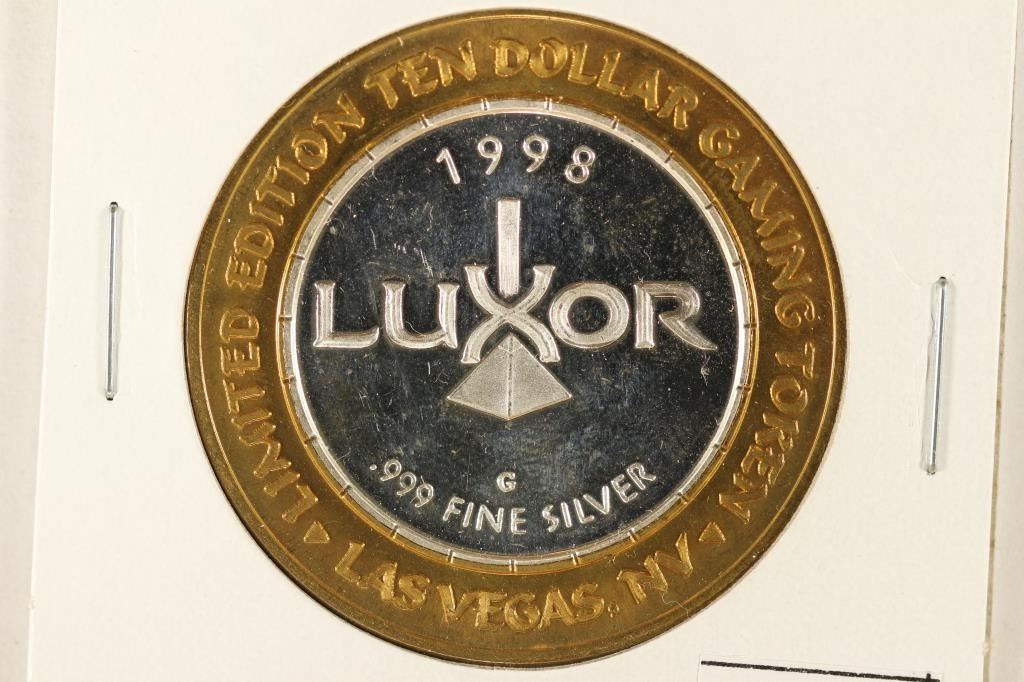 LIMITED EDITION TEN DOLLAR GAMING TOKEN
LAS VEGAS, NV
1998
LUXOR
G
.999 FINE SILVER